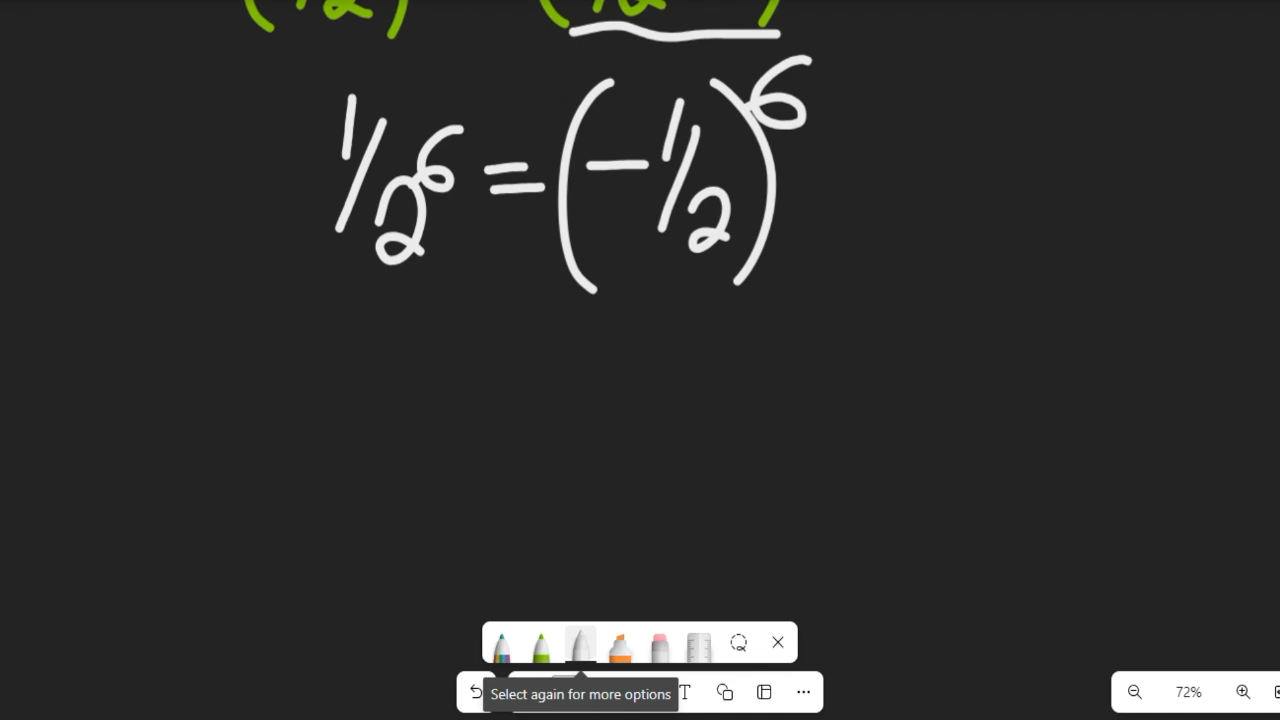 1/2⁶ = (-1/2)⁶
Select again for more options
T
72%